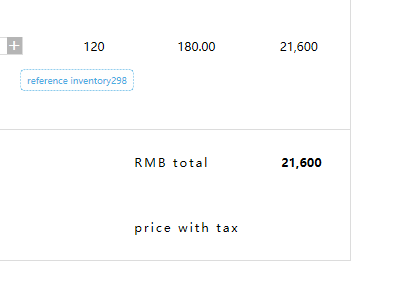 + 120 180.00 21,600
reference inventory298
RMB total 21,600
price with tax